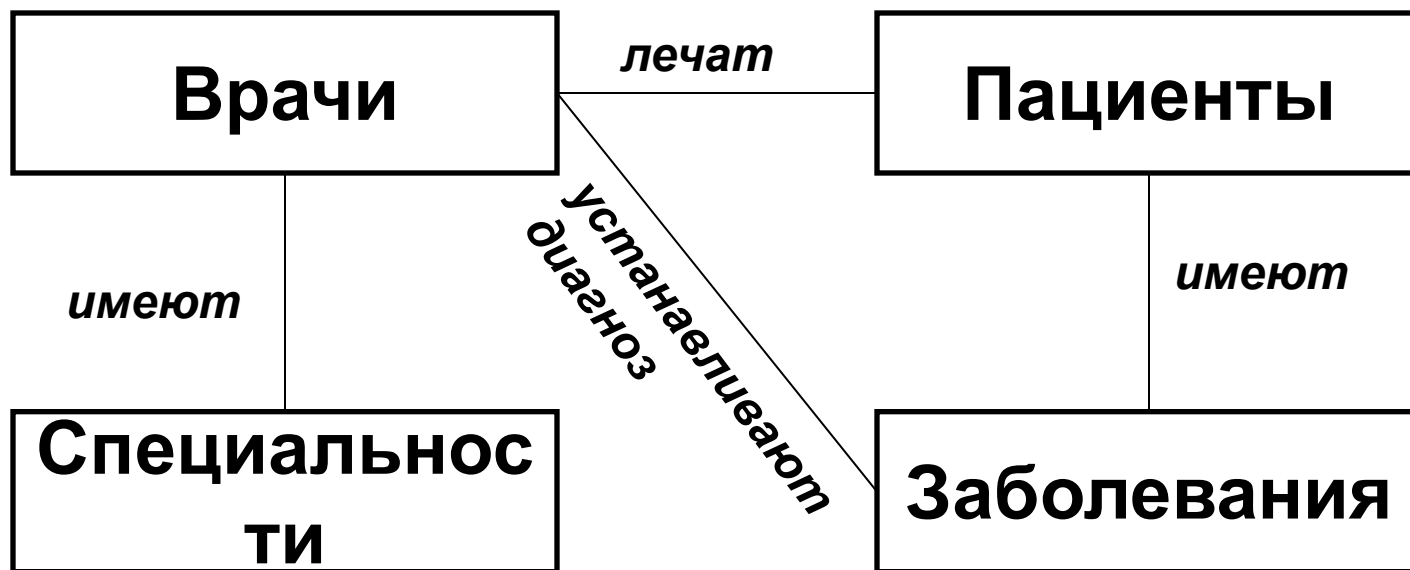 Врачи
лечат
Пациенты
устанавливают
диагноз
имеют
имеют
Специальнос
ти
Заболевания